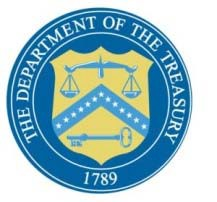 THE DEPARTMENT OF THE TREASURY
1789